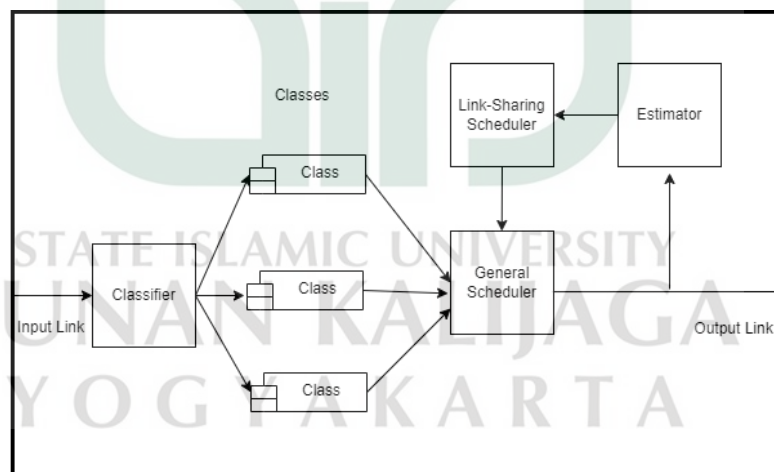 Classes
Link-Sharing
Scheduler
Estimator
Class
STATE ISLAMIC UNIVERSITY
Classifier
Class
General
Scheduler
Input Link
UNAN KALIJAGA
Output Link
Class
YOGYAKARTA